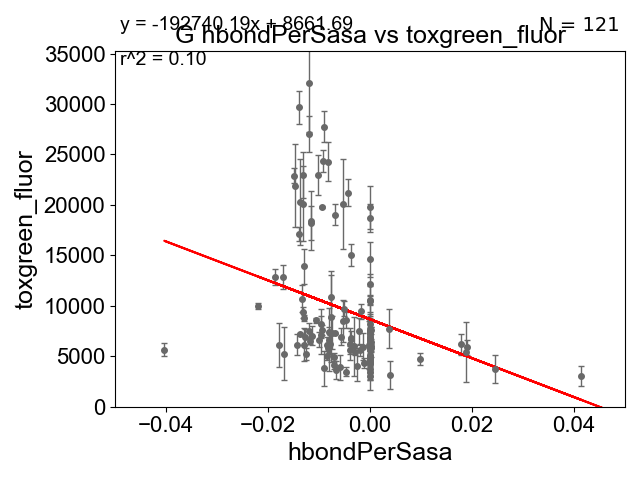 y = -192740.19x + 8661.69
N = 121
G hbondPerSasa vs toxgreen_fluor
r^2 = 0.10
35000
30000
25000
20000
15000
10000
5000
0
toxgreen_fluor
−0.04
−0.02
0.00
0.02
0.04
hbondPerSasa